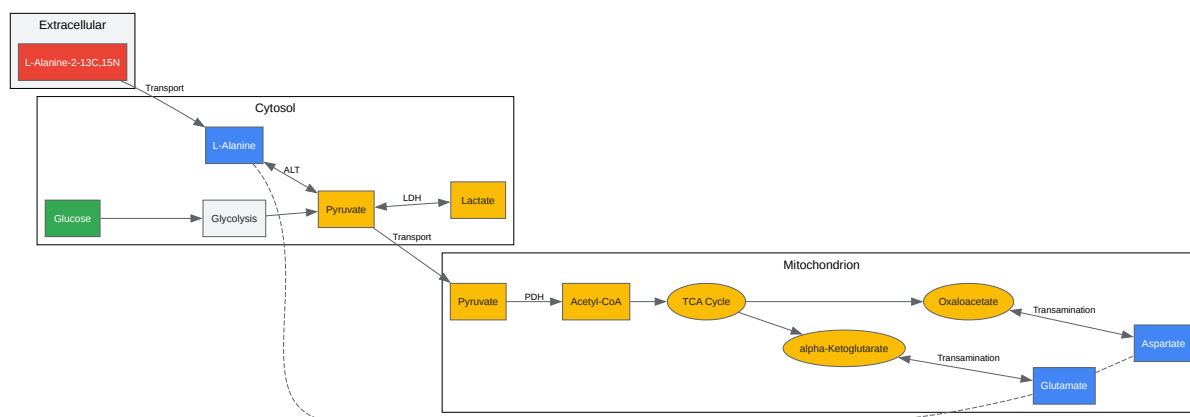 Extracellular
L-Alanine-2-13C,15N
Transport
Cytosol
L-Alanine
ALT
Glucose
Glycolysis
Pyruvate
LDH
Lactate
Transport
Mitochondrion
Pyruvate
PDH
Acetyl-CoA
TCA Cycle
Oxaloacetate
Transamination
Aspartate
alpha-Ketoglutarate
Transamination
Glutamate